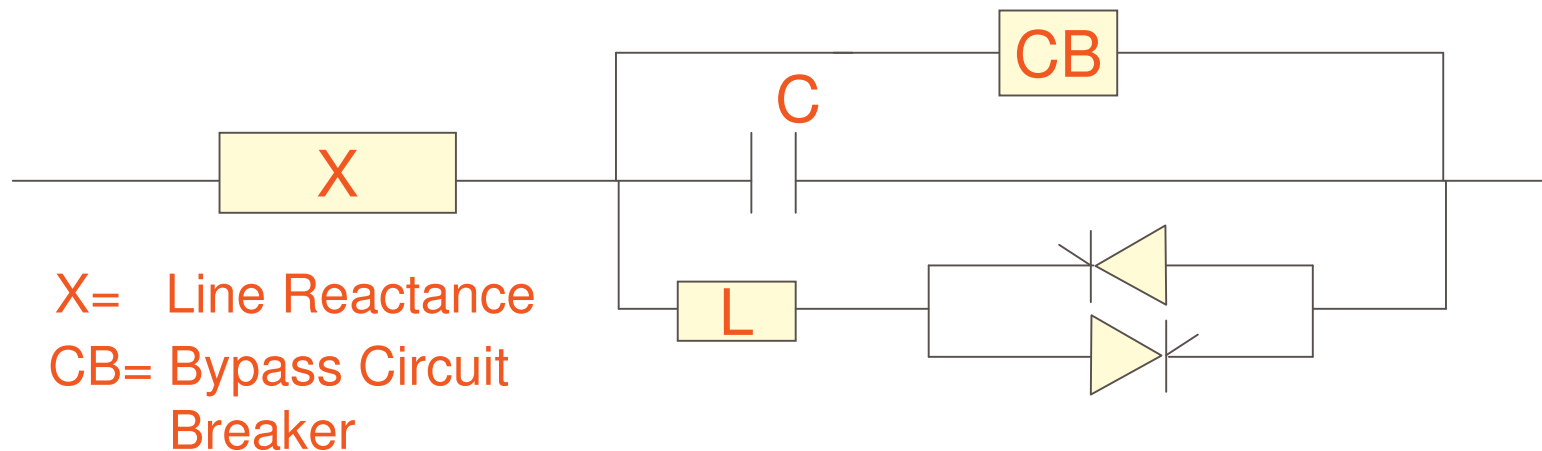 CB
C
X
L
X= Line Reactance
CB= Bypass Circuit
Breaker